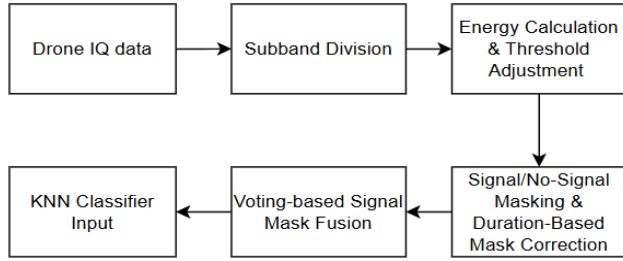 Drone IQ data
Subband Division
Energy Calculation
& Threshold
Adjustment
Signal/No-Signal
Masking &
Duration-Based
Mask Correction
Voting-based Signal
Mask Fusion
KNN Classifier
Input